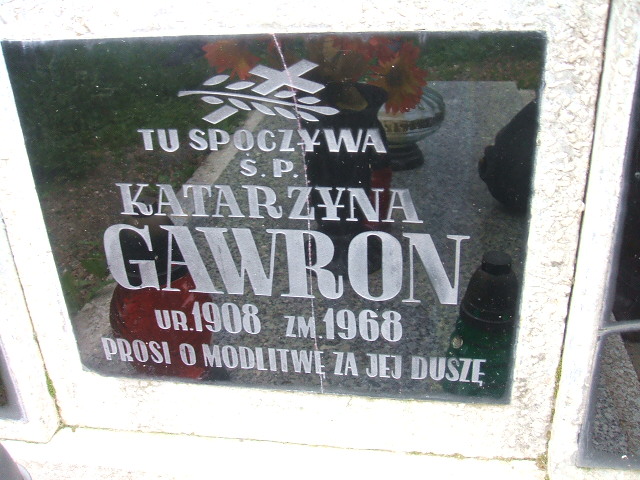 TU SPOCZYWA
Ś.P.
KATARZYNA
GAWRON
UR.1908 ZM.1968
PROSI O MODLITWĘ ZA JEJ DUSZĘ